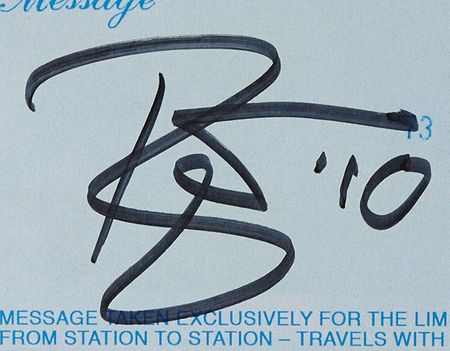 Message
13
'10
MESSAGE TAKEN EXCLUSIVELY FOR THE LIM
FROM STATION TO STATION – TRAVELS WITH